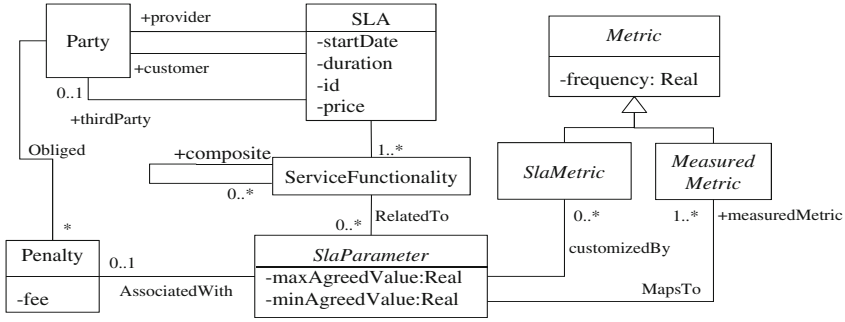 +provider
SLA
Party
-startDate
-duration
-id
-price
+customer
0..1
+thirdParty
Metric
-frequency: Real
Obliged
+composite
1..*
ServiceFunctionality
0..*
SlaMetric
Measured
Metric
RelatedTo
0..*
0..*
1..*
+measuredMetric
*
Penalty
-fee
0..1
AssociatedWith
SlaParameter
-maxAgreedValue:Real
-minAgreedValue:Real
customizedBy
MapsTo